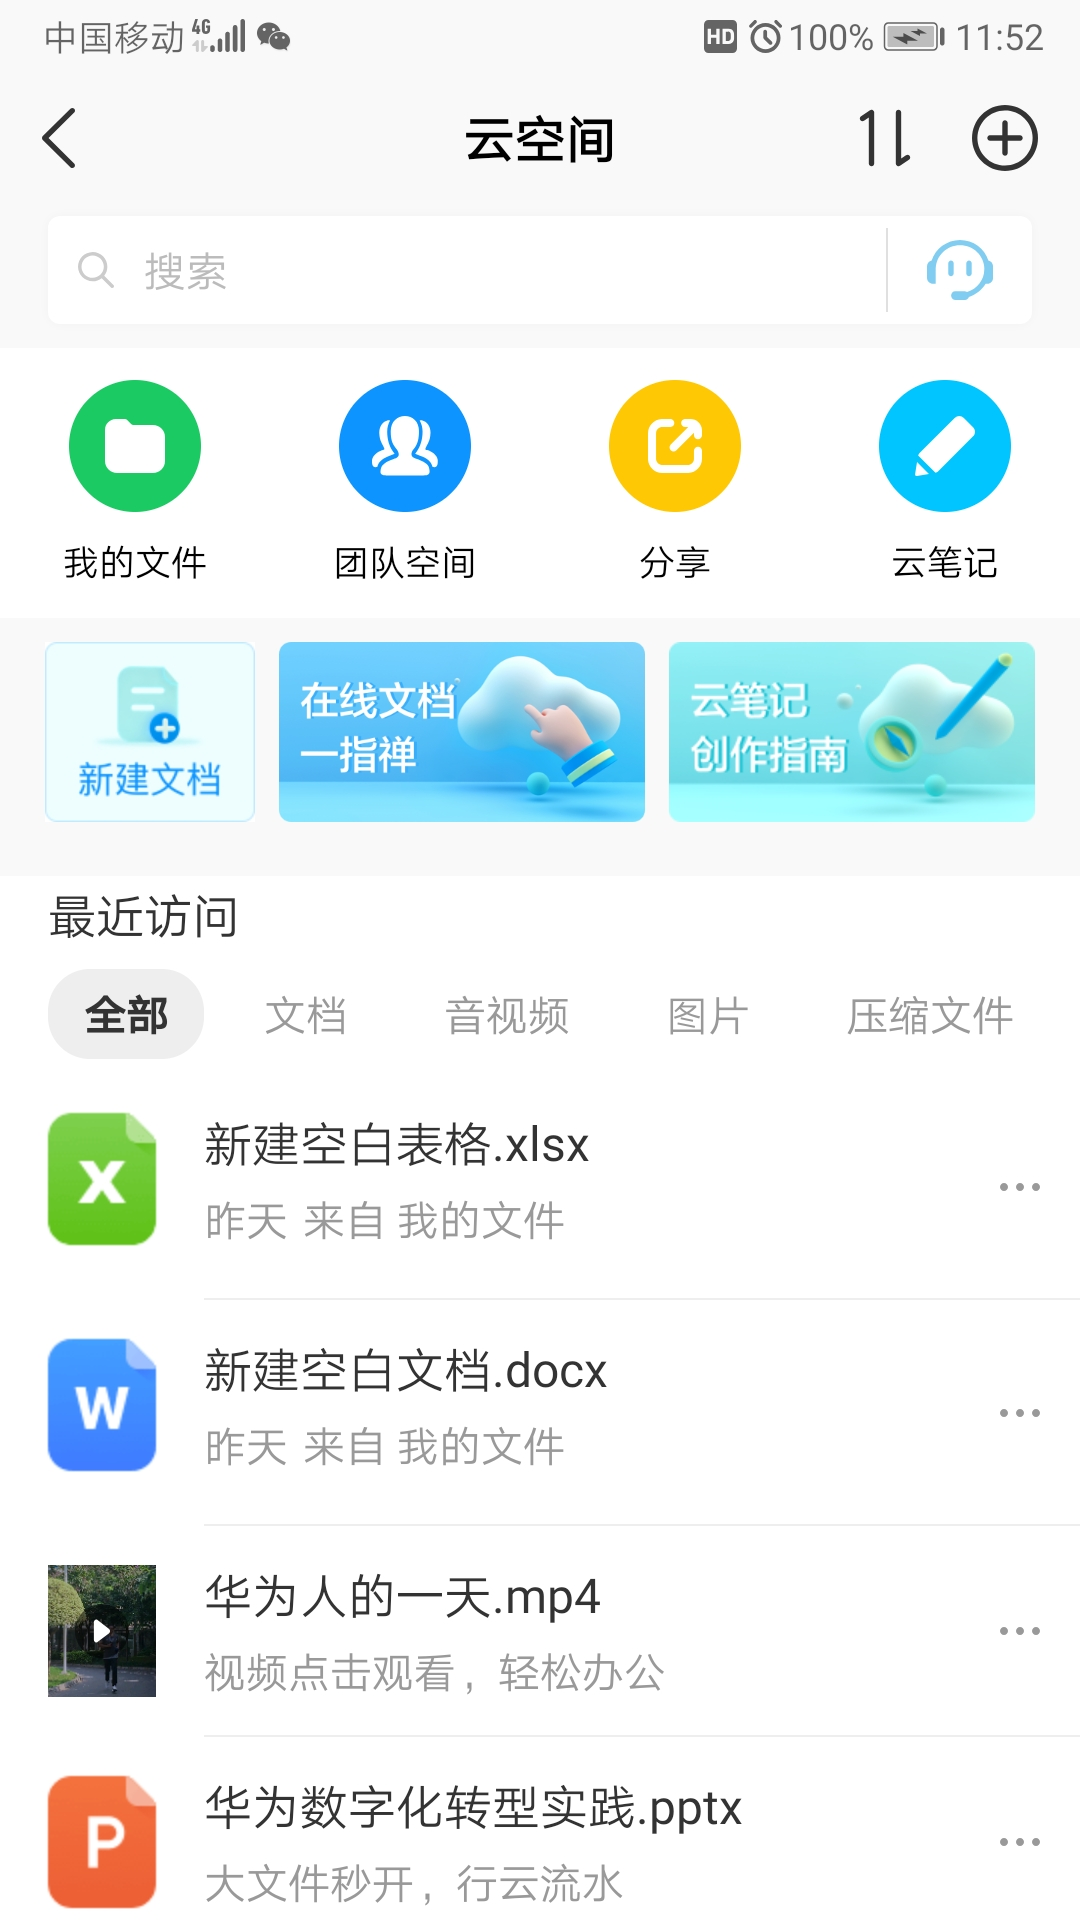 中国移动 4G HD 100% 11:52
云空间
搜索
我的文件 团队空间 分享 云笔记
新建文档
在线文档
一指禅
云笔记
创作指南
最近访问
全部 文档 音视频 图片 压缩文件
X
新建空白表格.xlsx
昨天 来自 我的文件
W
新建空白文档.docx
昨天 来自 我的文件
华为人的一天.mp4
视频点击观看，轻松办公
P
华为数字化转型实践.pptx
大文件秒开，行云流水